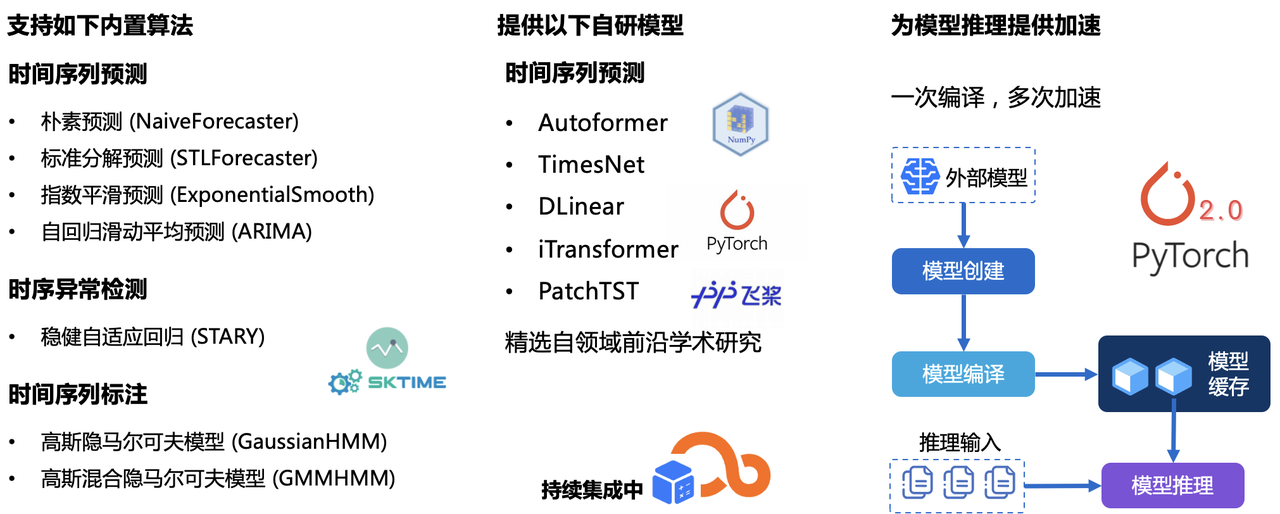 支持如下内置算法
时间序列预测
• 朴素预测 (NaiveForecaster)
• 标准分解预测 (STLForecaster)
• 指数平滑预测 (ExponentialSmooth)
• 自回归滑动平均预测 (ARIMA)
时序异常检测
• 稳健自适应回归 (STARY)
SKTIME
时间序列标注
• 高斯隐马尔可夫模型 (GaussianHMM)
• 高斯混合隐马尔可夫模型 (GMMHMM)
提供以下自研模型
时间序列预测
• Autoformer
• TimesNet
• DLinear
• iTransformer
• PatchTST
NumPy
PyTorch
飞桨
精选自领域前沿学术研究
持续集成中
为模型推理提供加速
一次编译，多次加速
外部模型
2.0
PyTorch
模型创建
模型编译
模型
缓存
推理输入
模型推理